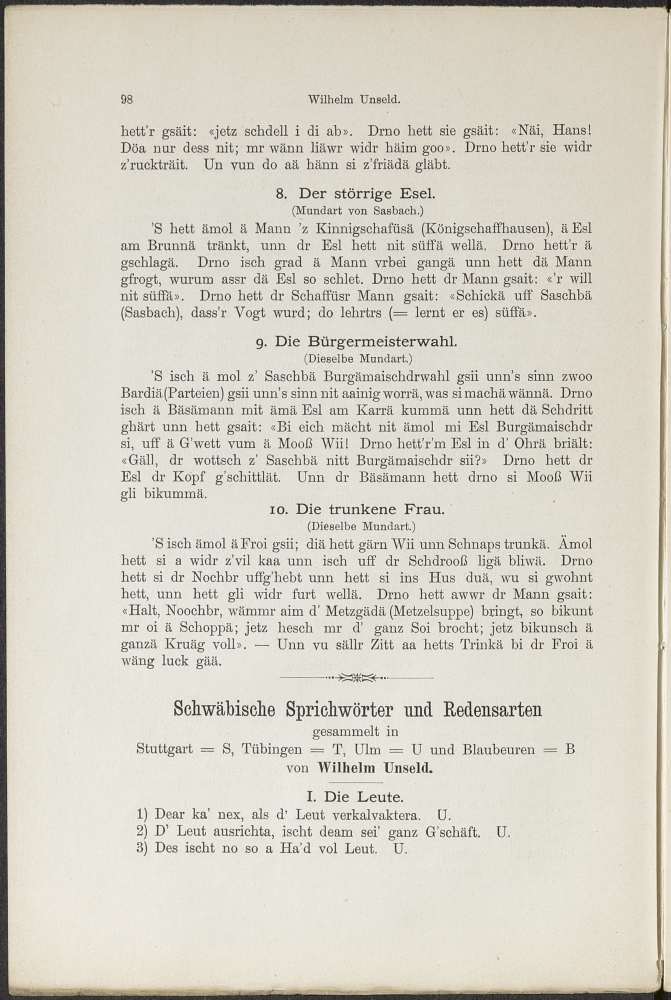 98
Wilhelm Unseld.
hett'r gsäit: «jetz schdell i di ab». Drno hett sie gsäit: «Näi, Hans!
Döa nur dess nit; mr wänn liäwr widr häim goo». Drno hett'r sie widr
z'ruckträit. Un vun do aä hänn si z'friädä gläbt.
8. Der störrige Esel.
(Mundart von Sasbach.)
'S hett ämol ä Mann 'z Kinnigschafüsä (Königschaffhausen), ä Esl
am Brunnä tränkt, unn dr Esl hett nit süffä wellä. Drno hett'r ä
gschlagä. Drno isch grad ä Mann vrbei gangä unn hett dä Mann
gfrogt, wurum assr dä Esl so schlet. Drno hett dr Mann gsait: «'r will
nit süffä». Drno hett dr Schaffüsr Mann gsait: «Schickä uff Saschbä
(Sasbach), dass'r Vogt wurd; do lehrtrs (= lernt er es) süffä».
9. Die Bürgermeisterwahl.
(Dieselbe Mundart.)
'S isch ä mol z' Saschbä Burgämaischdrwahl gsii unn's sinn zwoo
Bardiä (Parteien) gsii unn's sinn nit aainig worrä, was si machä wännä. Drno
isch ä Bäsämann mit ämä Esl am Karrä kummä unn hett dä Schdritt
ghärt unn hett gsait: «Bi eich mächt nit ämol mi Esl Burgämaischdr
si, uff ä G'wett vum ä Mooß Wii! Drno hett'r'm Esl in d' Ohrä briält:
«Gäll, dr wottsch z' Saschbä nitt Burgämaischdr sii?» Drno hett dr
Esl dr Kopf g'schittlät. Unn dr Bäsämann hett drno si Mooß Wii
gli bikummä.
10. Die trunkene Frau.
(Dieselbe Mundart.)
'S isch ämol ä Froi gsii; diä hett gärn Wii unn Schnaps trunkä. Ämol
hett si a widr z'vil kaa unn isch uff dr Schdrooß ligä bliwä. Drno
hett si dr Nochbr uffg'hebt unn hett si ins Hus duä, wu si gwohnt
hett, unn hett gli widr furt wellä. Drno hett awwr dr Mann gsait:
«Halt, Noochbr, wämmr aim d' Metzgädä (Metzelsuppe) bringt, so bikunt
mr oi ä Schoppä; jetz hesch mr d' ganz Soi brocht; jetz bikunsch ä
ganzä Kruäg voll». — Unn vu sällr Zitt aa hetts Trinkä bi dr Froi ä
wäng luck gää.
Schwäbische Sprichwörter und Redensarten
gesammelt in
Stuttgart = S, Tübingen = T, Ulm = U und Blaubeuren = B
von Wilhelm Unseld.
I. Die Leute.
1) Dear ka' nex, als d' Leut verkalvaktera. U.
2) D' Leut ausrichta, ischt deam sei' ganz G'schäft. U.
3) Des ischt no so a Ha'd vol Leut. U.